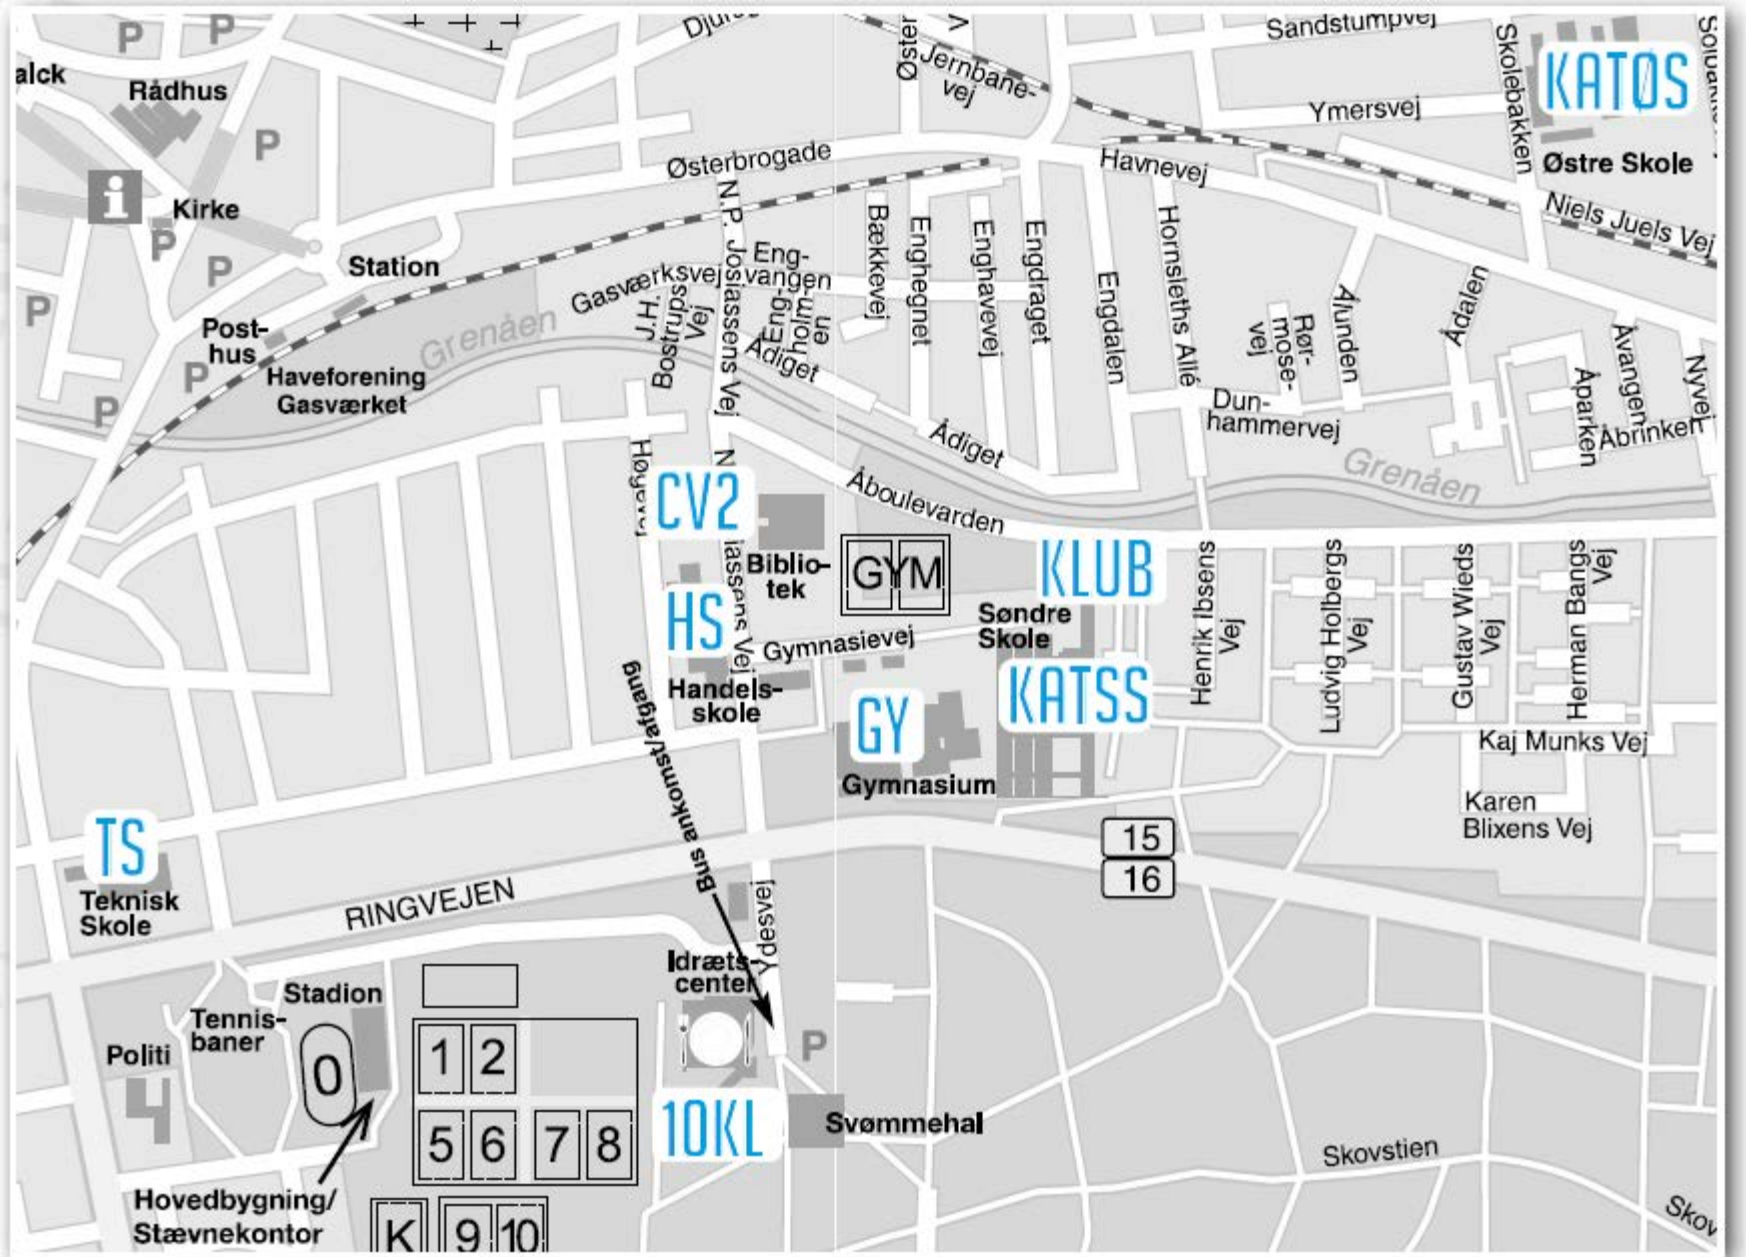 P
P
alck
Rådhus
P
Kirke
P
P
P
Station
Post-
hus
P
P
Haveforening
Gasværket
Grenåen
Østerbrogade
Jernbane-
vej
Sandstumpvej
Ymersvej
Skolebakken
KATØS
Østre Skole
Niels Juels Vej
Havnevej
N.P. Josiassens Vej
Gasværksvej
Eng-
vangen
J.H.
Bostrups
Vej
Eng-
holm-
en
Bækkevej
Enghegnet
Enghavevej
Engdraget
Engdalen
Hornsleths Allé
Ålunden
Rør-
mose-
vej
Ådalen
Åvangen
Åparken
Nyvej
Åbrinken
Dun-
hammervej
Ådiget
Ådiget
Grenåen
Åboulevarden
CV2
Biblio-
tek
GYM
KLUB
Søndre
Skole
HS
Gymnasievej
Handels-
skole
KATSS
GY
Gymnasium
Henrik Ibsens
Vej
Ludvig Holbergs
Vej
Gustav Wieds
Vej
Herman Bangs
Vej
Kaj Munks Vej
Karen
Blixens Vej
15
16
TS
Teknisk
Skole
RINGVEJEN
Bus ankomst/afgang
Ydesvej
Idræts-
center
Stadion
Tennis-
baner
Politi
0
1 2
5 6 7 8
P
10KL
Svømmehal
Skovstien
Skov
Hovedbygning/
Stævnekontor
K 9 10